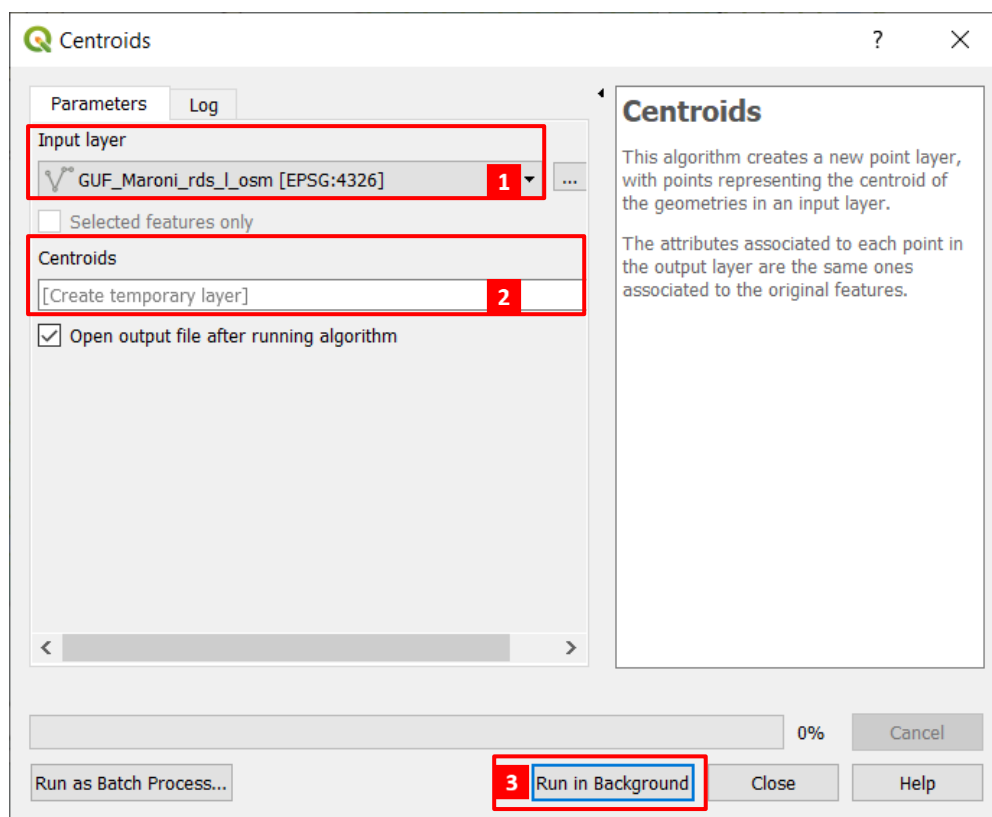 Centroids
?
Parameters
Log
Input layer
GUF_Maroni_rds_l_osm [EPSG:4326]
1
...
Selected features only
Centroids
[Create temporary layer]
2
Open output file after running algorithm
Centroids
This algorithm creates a new point layer,
with points representing the centroid of
the geometries in an input layer.
The attributes associated to each point in
the output layer are the same ones
associated to the original features.
0%
Cancel
Run as Batch Process...
3
Run in Background
Close
Help